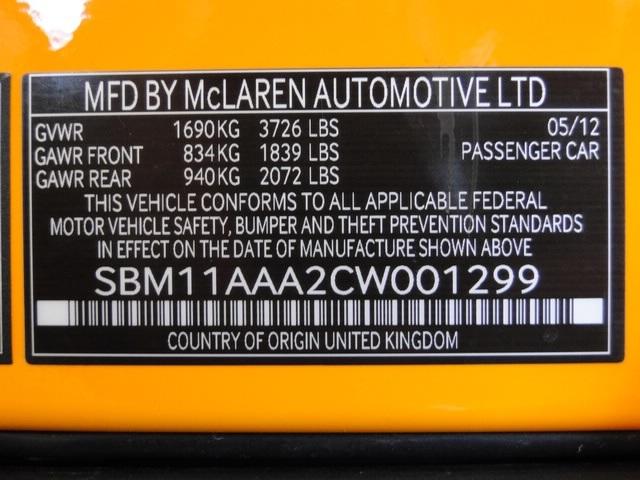 MFD BY McLAREN AUTOMOTIVE LTD
GVWR 1690KG 3726 LBS 05/12
GAWR FRONT 834KG 1839 LBS PASSENGER CAR
GAWR REAR 940KG 2072 LBS
THIS VEHICLE CONFORMS TO ALL APPLICABLE FEDERAL
MOTOR VEHICLE SAFETY, BUMPER AND THEFT PREVENTION STANDARDS
IN EFFECT ON THE DATE OF MANUFACTURE SHOWN ABOVE
SBM11AAA2CW001299
COUNTRY OF ORIGIN UNITED KINGDOM